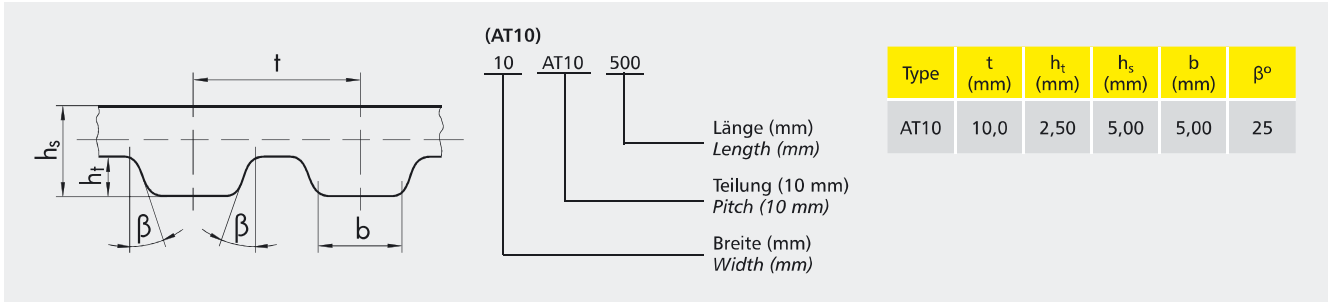 t
hs
ht
β
β
b
(AT10)
10 AT10 500
Länge (mm)
Length (mm)
Teilung (10 mm)
Pitch (10 mm)
Breite (mm)
Width (mm)
Type t (mm) ht (mm) hs (mm) b (mm) βº
AT10 10,0 2,50 5,00 5,00 25